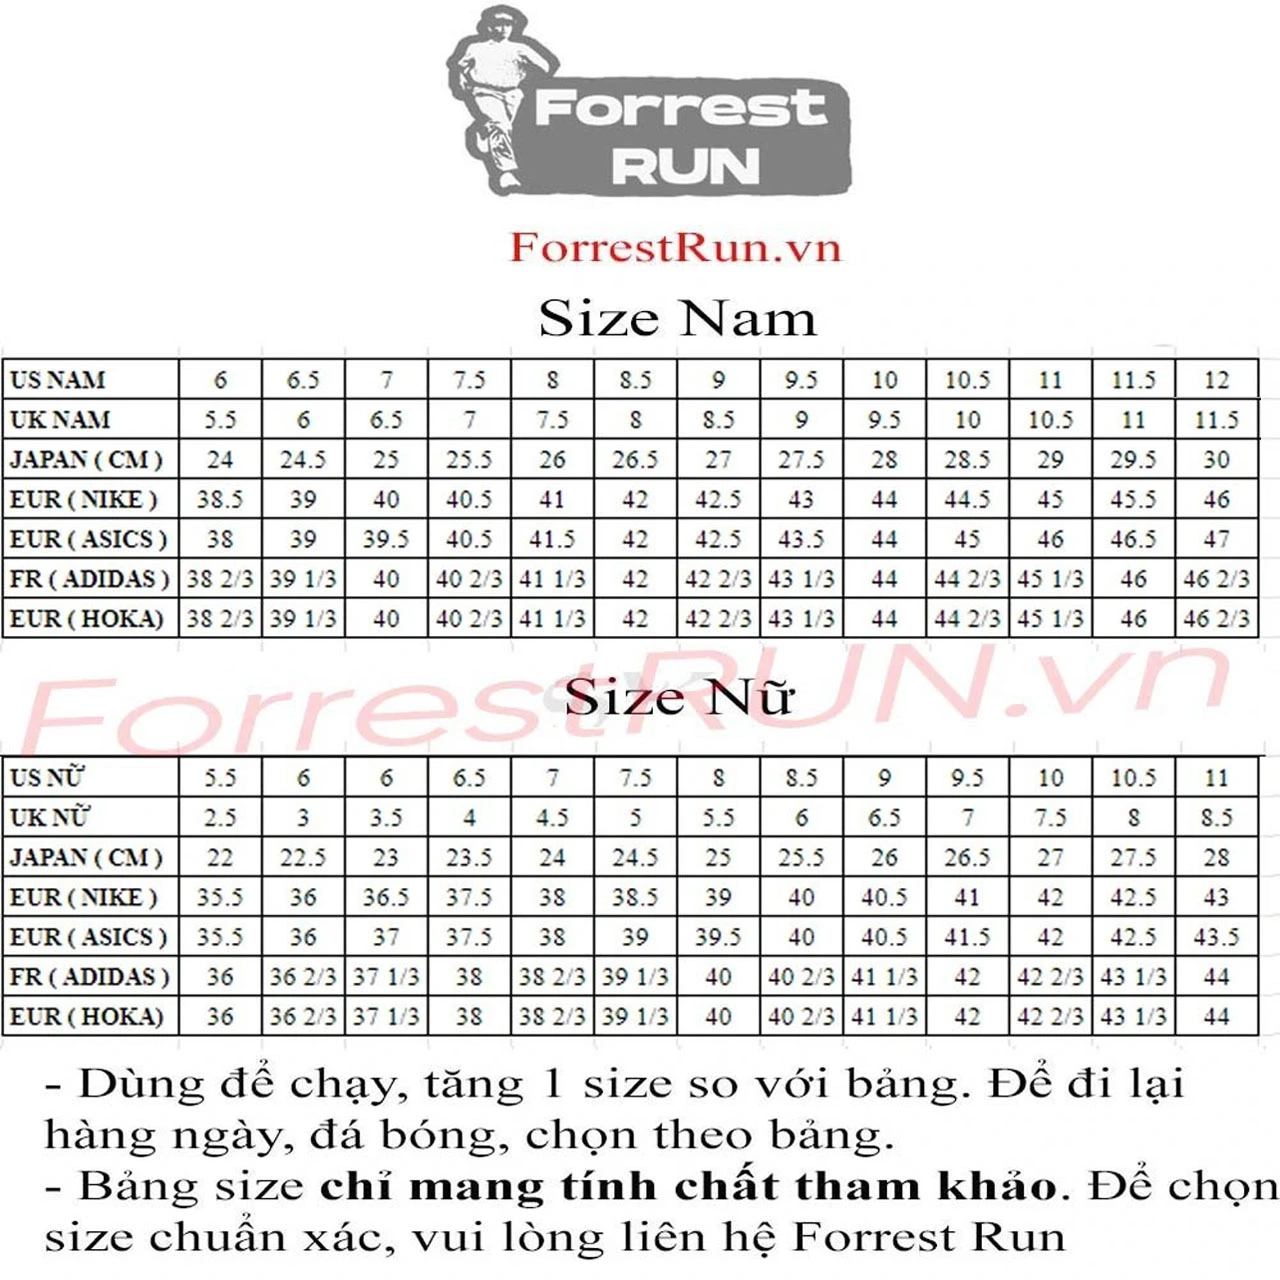 Forrest
RUN
ForrestRun.vn
Size Nam
US NAM 6 6.5 7 7.5 8 8.5 9 9.5 10 10.5 11 11.5 12
UK NAM 5.5 6 6.5 7 7.5 8 8.5 9 9.5 10 10.5 11 11.5
JAPAN ( CM ) 24 24.5 25 25.5 26 26.5 27 27.5 28 28.5 29 29.5 30
EUR ( NIKE ) 38.5 39 40 40.5 41 42 42.5 43 44 44.5 45 45.5 46
EUR ( ASICS ) 38 39 39.5 40.5 41.5 42 42.5 43.5 44 45 46 46.5 47
FR ( ADIDAS ) 38 2/3 39 1/3 40 40 2/3 41 1/3 42 42 2/3 43 1/3 44 44 2/3 45 1/3 46 46 2/3
EUR ( HOKA) 38 2/3 39 1/3 40 40 2/3 41 1/3 42 42 2/3 43 1/3 44 44 2/3 45 1/3 46 46 2/3
ForrestRUN.vn
Size Nữ
US NỮ 5.5 6 6 6.5 7 7.5 8 8.5 9 9.5 10 10.5 11
UK NỮ 2.5 3 3.5 4 4.5 5 5.5 6 6.5 7 7.5 8 8.5
JAPAN ( CM ) 22 22.5 23 23.5 24 24.5 25 25.5 26 26.5 27 27.5 28
EUR ( NIKE ) 35.5 36 36.5 37.5 38 38.5 39 40 40.5 41 42 42.5 43
EUR ( ASICS ) 35.5 36 37 37.5 38 39 39.5 40 40.5 41.5 42 42.5 43.5
FR ( ADIDAS ) 36 36 2/3 37 1/3 38 38 2/3 39 1/3 40 40 2/3 41 1/3 42 42 2/3 43 1/3 44
EUR ( HOKA) 36 36 2/3 37 1/3 38 38 2/3 39 1/3 40 40 2/3 41 1/3 42 42 2/3 43 1/3 44
- Dùng để chạy, tăng 1 size so với bảng. Để đi lại
hàng ngày, đá bóng, chọn theo bảng.
- Bảng size chỉ mang tính chất tham khảo. Để chọn
size chuẩn xác, vui lòng liên hệ Forrest Run